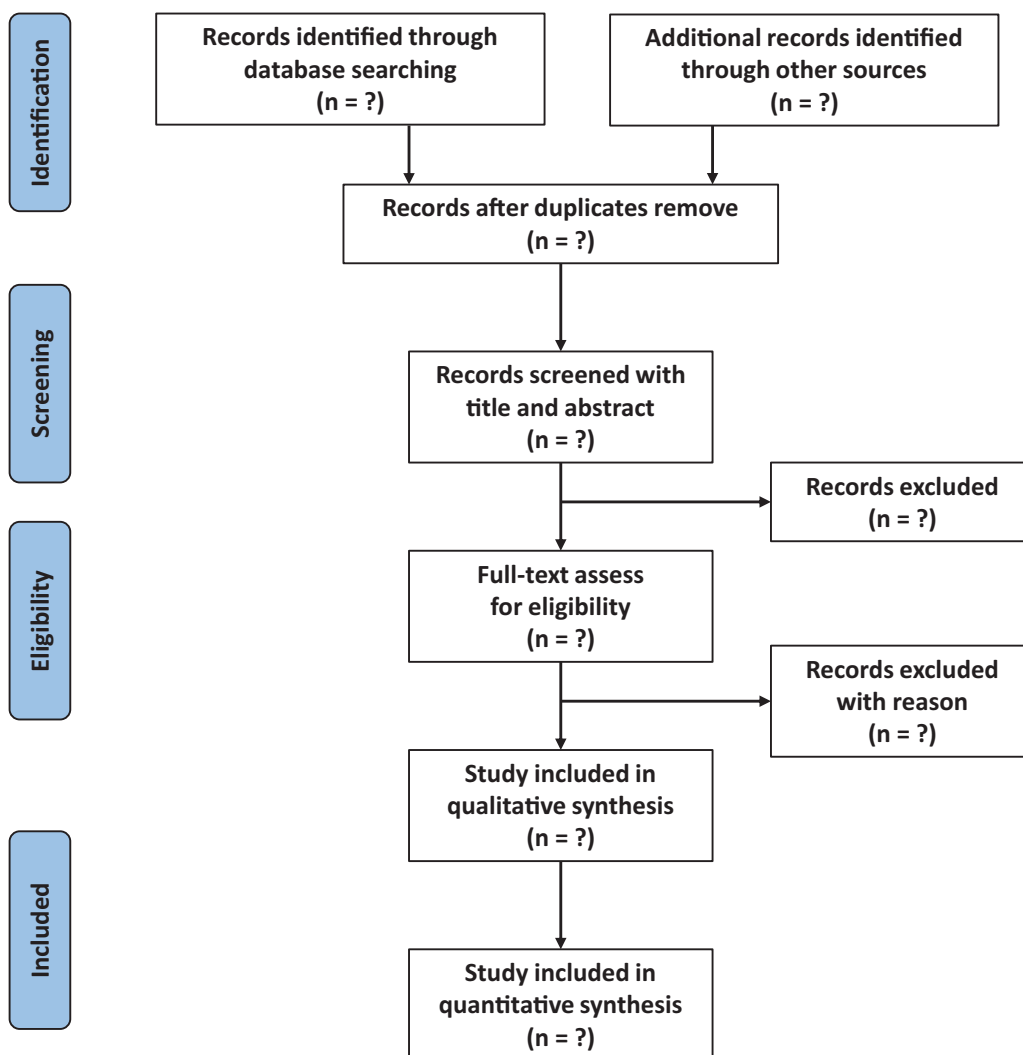 Identification
Records identified through
database searching
(n = ?)
Additional records identified
through other sources
(n = ?)
Records after duplicates remove
(n = ?)
Screening
Records screened with
title and abstract
(n = ?)
Records excluded
(n = ?)
Eligibility
Full-text assess
for eligibility
(n = ?)
Records excluded
with reason
(n = ?)
Study included in
qualitative synthesis
(n = ?)
Included
Study included in
quantitative synthesis
(n = ?)